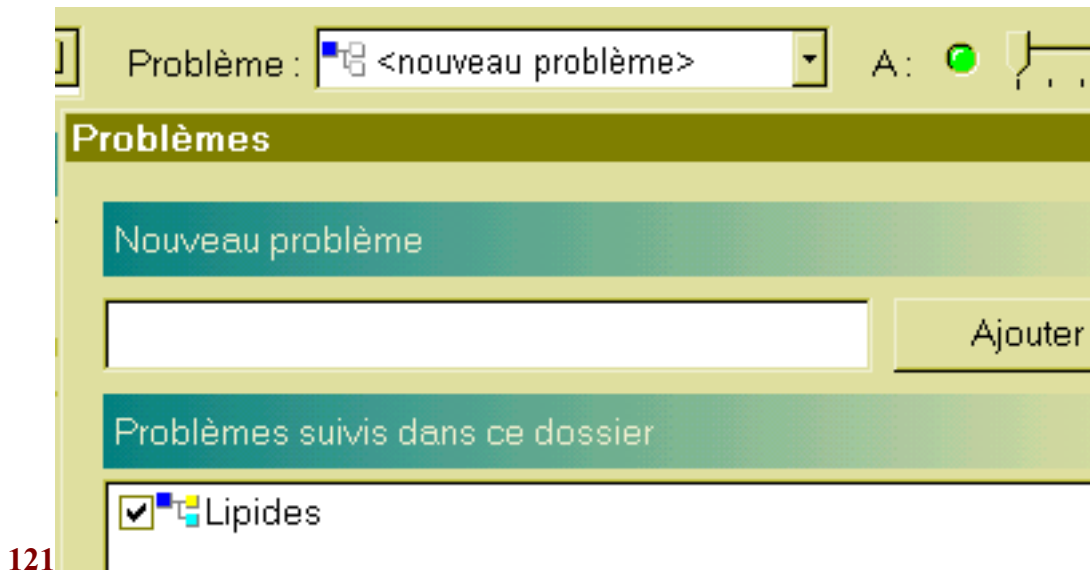 Problème : <nouveau problème> A :
Problèmes
Nouveau problème
Ajouter
Problèmes suivis dans ce dossier
Lipides
121